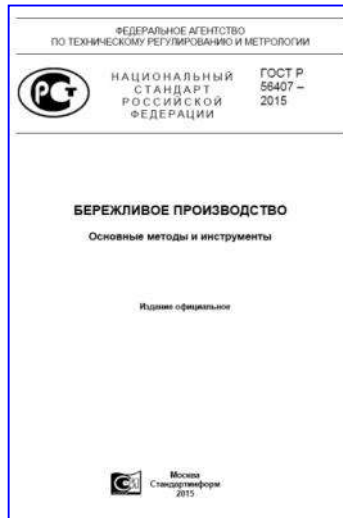 ФЕДЕРАЛЬНОЕ АГЕНТСТВО
ПО ТЕХНИЧЕСКОМУ РЕГУЛИРОВАНИЮ И МЕТРОЛОГИИ
РСТ
НАЦИОНАЛЬНЫЙ
СТАНДАРТ
РОССИЙСКОЙ
ФЕДЕРАЦИИ
ГОСТ Р
56407 –
2015
БЕРЕЖЛИВОЕ ПРОИЗВОДСТВО
Основные методы и инструменты
Издание официальное
Москва
Стандартинформ
2015